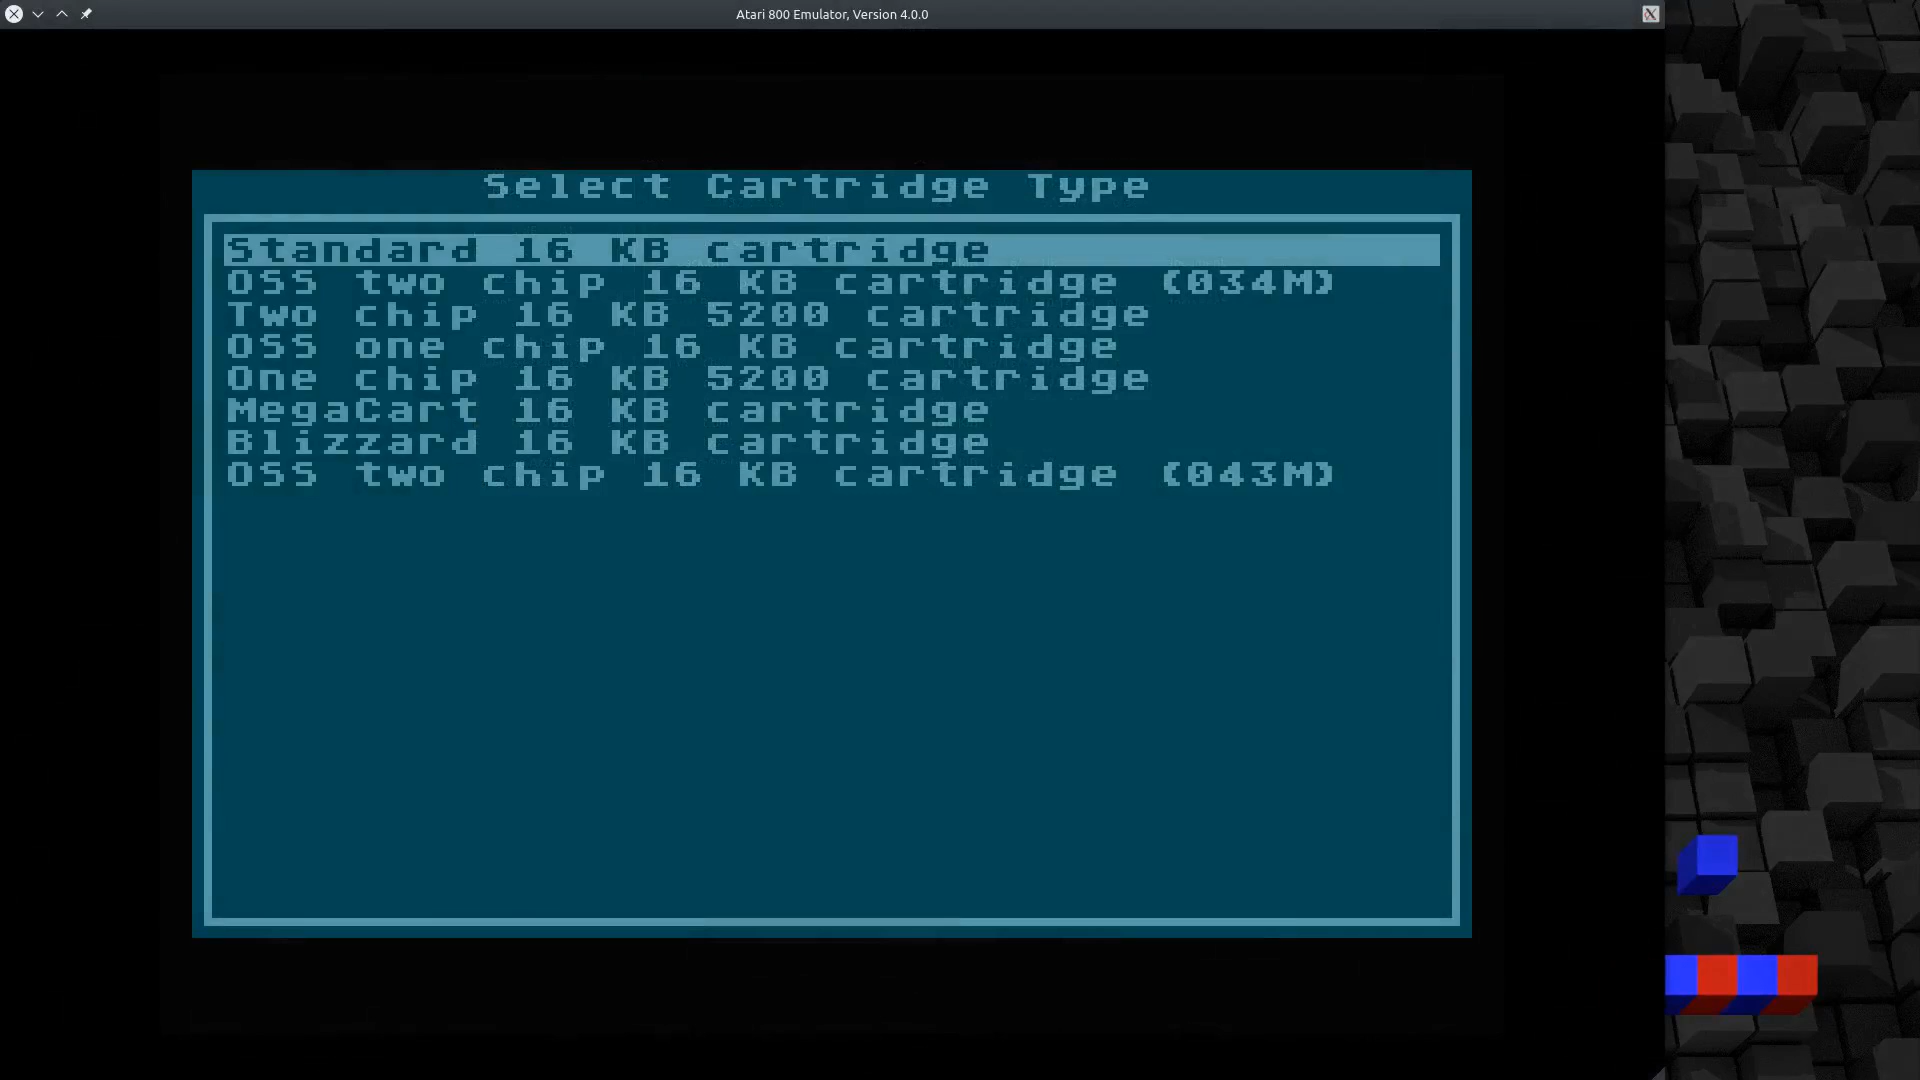 Atari 800 Emulator, Version 4.0.0
Select Cartridge Type
Standard 16 KB cartridge
OSS two chip 16 KB cartridge (034M)
Two chip 16 KB 5200 cartridge
OSS one chip 16 KB cartridge
One chip 16 KB 5200 cartridge
MegaCart 16 KB cartridge
Blizzard 16 KB cartridge
OSS two chip 16 KB cartridge (043M)